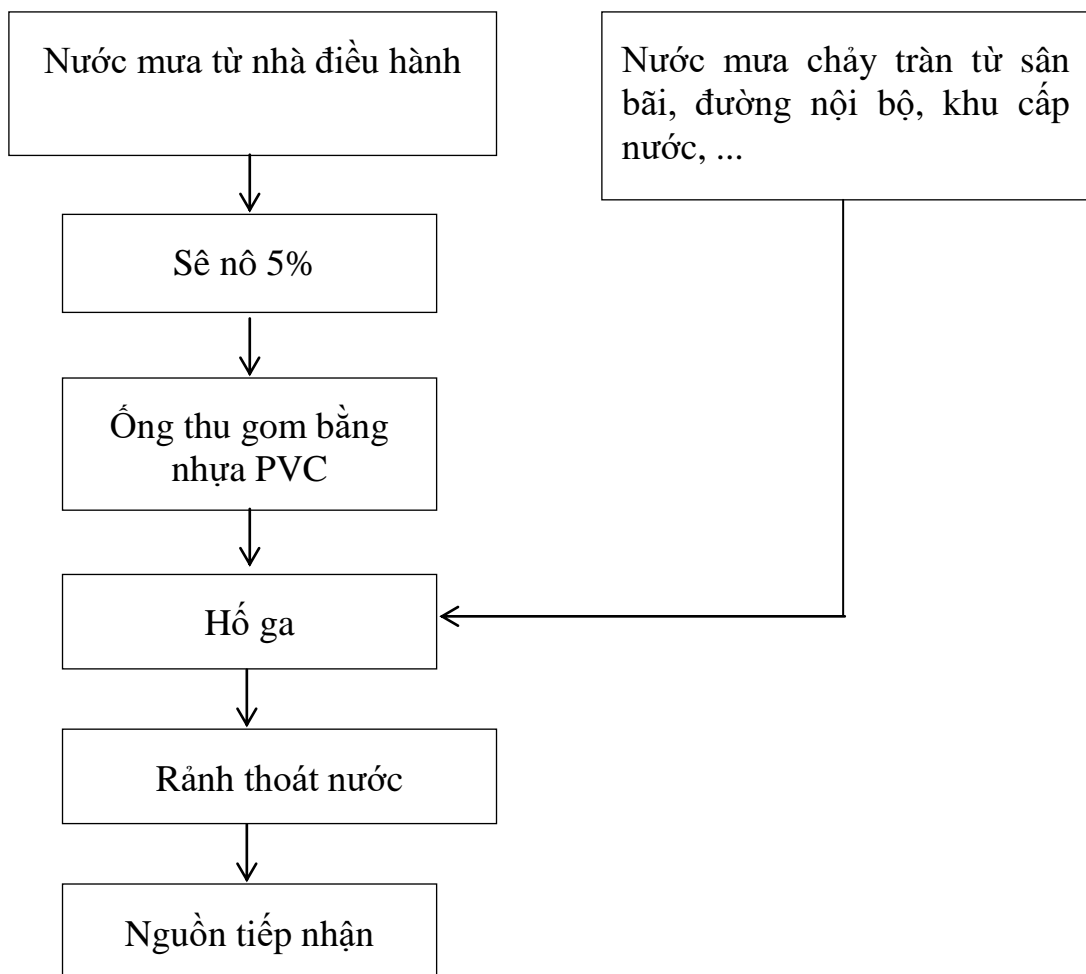 Nước mưa từ nhà điều hành
Nước mưa chảy tràn từ sân
bãi, đường nội bộ, khu cấp
nước, ...
Sê nô 5%
Ống thu gom bằng
nhựa PVC
Hố ga
Rảnh thoát nước
Nguồn tiếp nhận